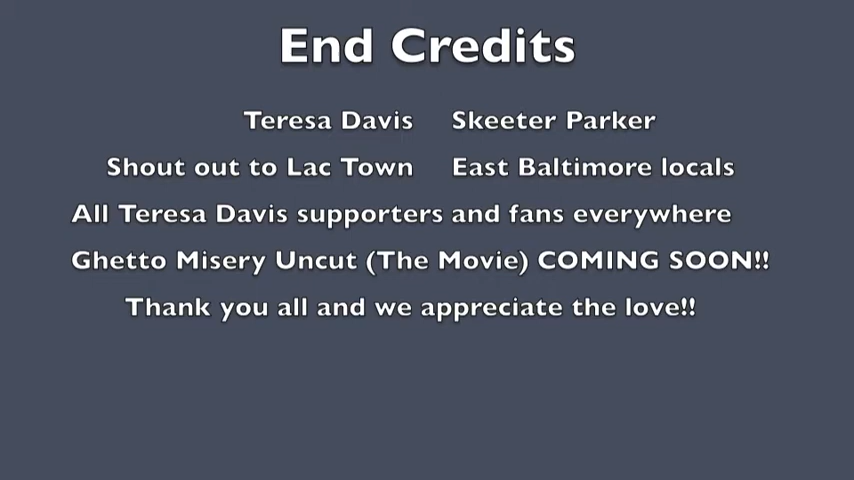 End Credits
Teresa Davis Skeeter Parker
Shout out to Lac Town East Baltimore locals
All Teresa Davis supporters and fans everywhere
Ghetto Misery Uncut (The Movie) COMING SOON!!
Thank you all and we appreciate the love!!